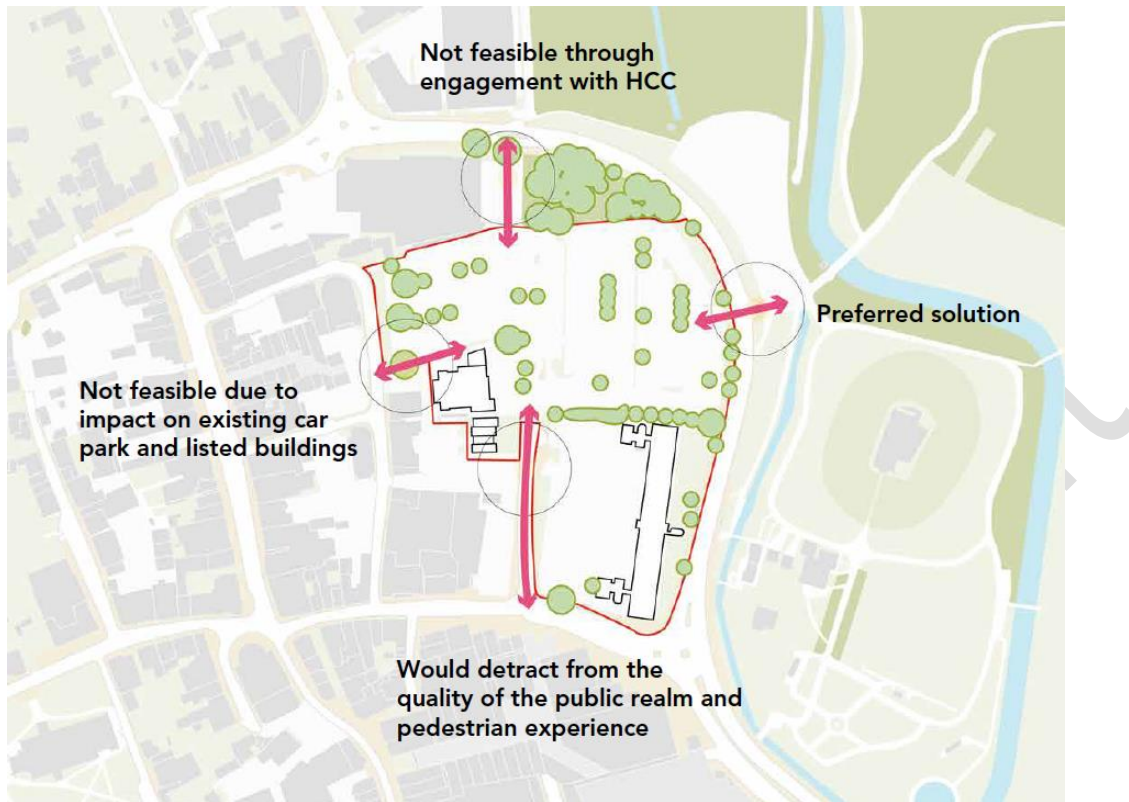 Not feasible through
engagement with HCC
Preferred solution
Not feasible due to
impact on existing car
park and listed buildings
Would detract from the
quality of the public realm and
pedestrian experience